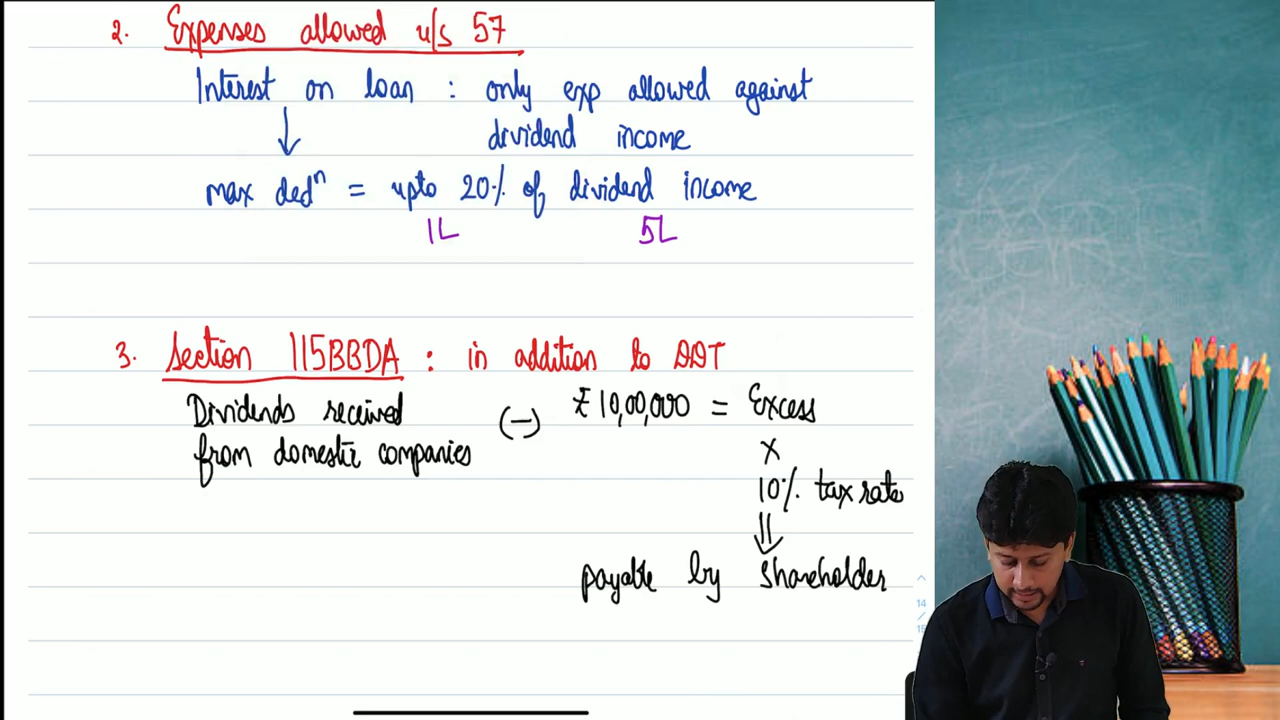 2. Expenses allowed u/s 57
Interest on loan : only exp allowed against
dividend income
max dedⁿ = upto 20% of dividend income
1L 5L
3. Section 115BBDA : in addition to DDT
Dividends received (-) ₹10,00,000 = Excess
from domestic companies
x
10% tax rate
payable by shareholder
14
/
15